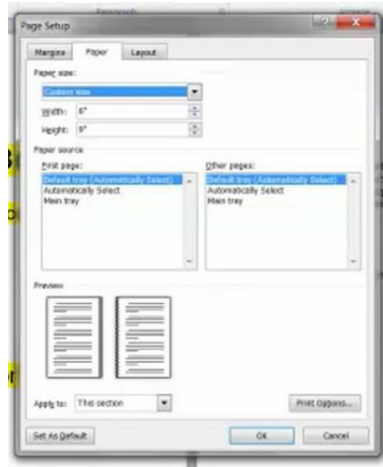 Paragraph
Page Setup
Margins Paper Layout
Paper size:
Custom size
Width: 6"
Height: 9"
Paper source
First page: Other pages:
Default tray (Automatically Select) Default tray (Automatically Select)
Automatically Select Automatically Select
Main tray Main tray
Preview
Apply to: This section Print Options...
Set As Default OK Cancel